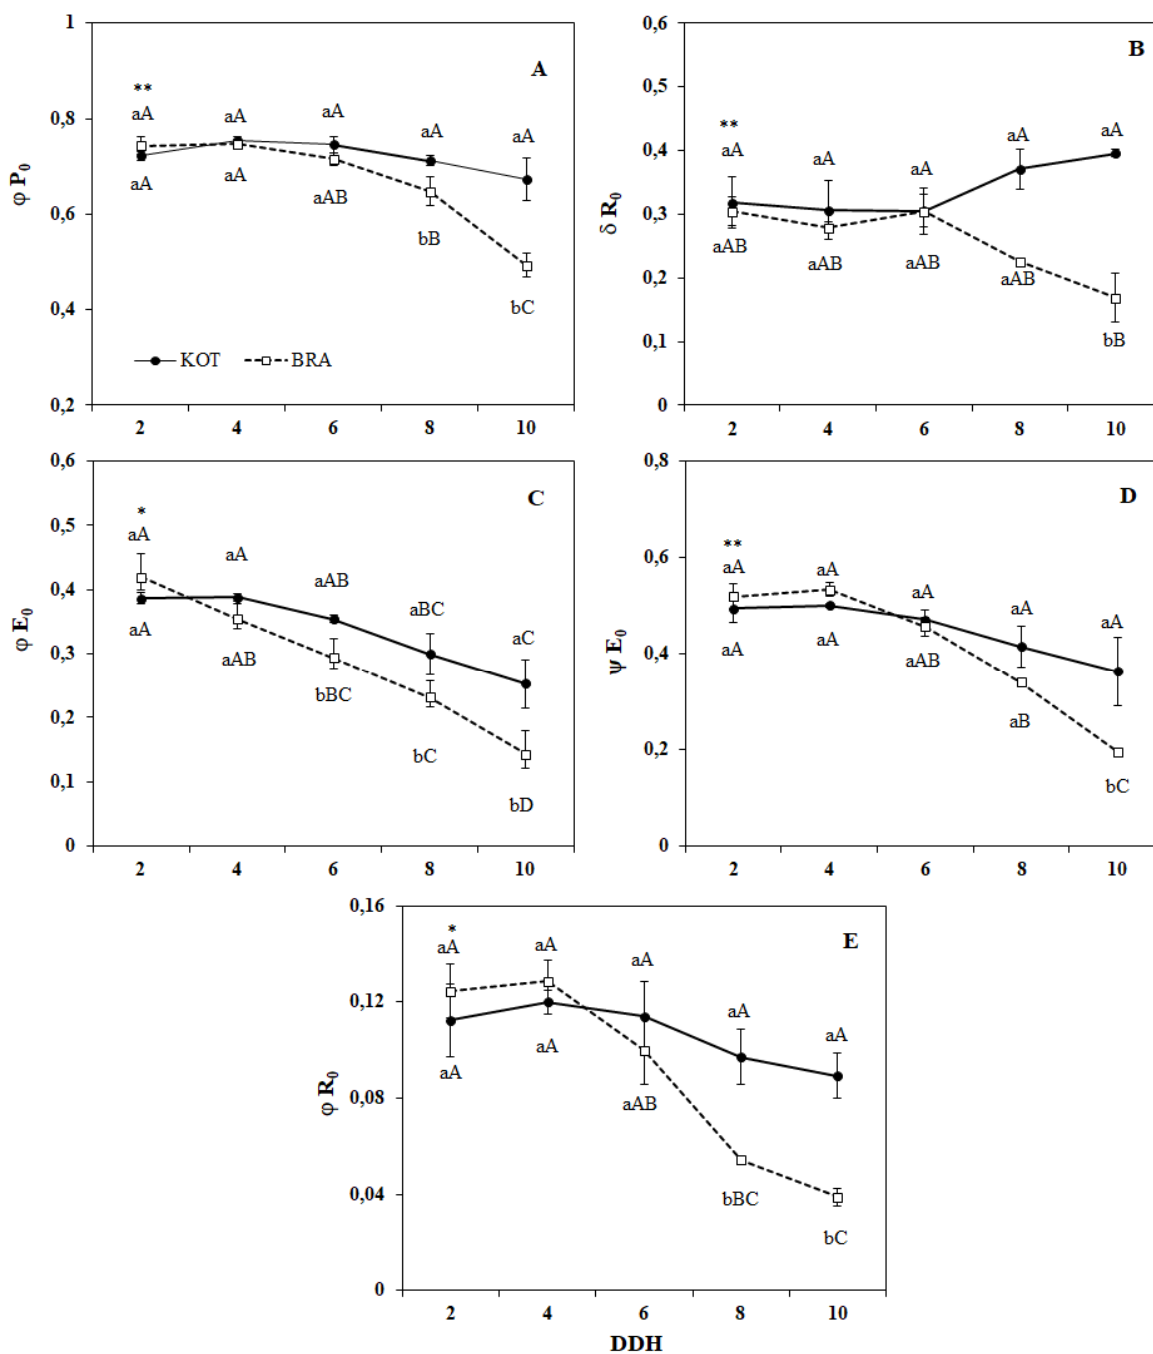 1
0,8
0,6
0,4
0,2
φ P0
A
**
aA aA aA aA aA
aA aA aAB bB bC
KOT BRA
2 4 6 8 10
0,6
0,5
0,4
0,3
0,2
0,1
0
δ R0
B
**
aA aA aA aA aA
aAB aAB aAB aAB bB
2 4 6 8 10
0,6
0,5
0,4
0,3
0,2
0,1
0
φ E0
C
*
aA aA aAB aBC aC
aA aAB bBC bC bD
2 4 6 8 10
0,8
0,6
0,4
0,2
0
ψ E0
D
**
aA aA aA aA aA
aA aA aAB aB bC
2 4 6 8 10
0,16
0,12
0,08
0,04
0
φ R0
E
*
aA aA aA aA aA
aA aA aAB bBC bC
2 4 6 8 10
DDH